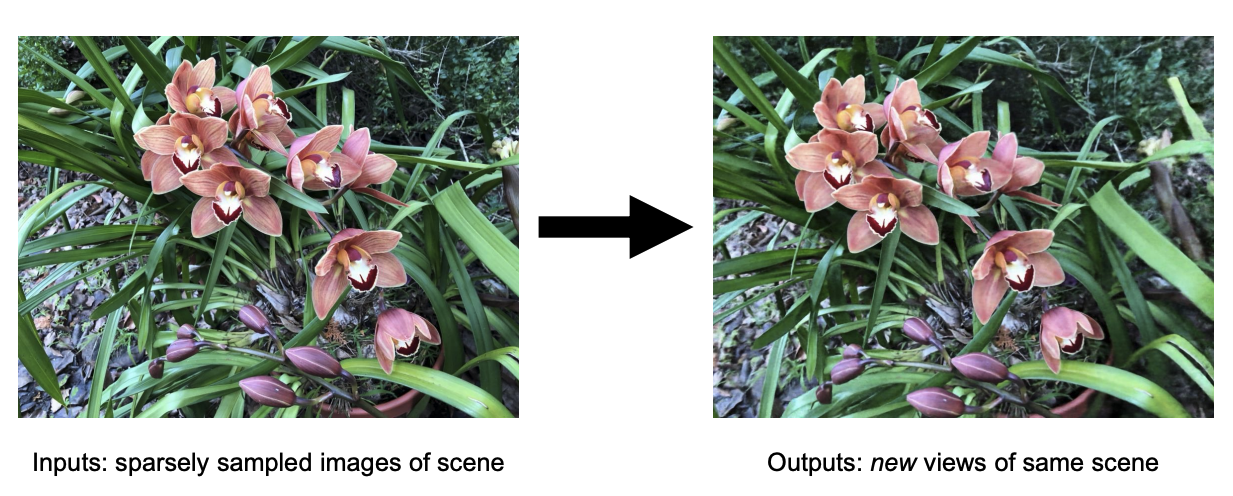 Inputs: sparsely sampled images of scene
Outputs: new views of same scene